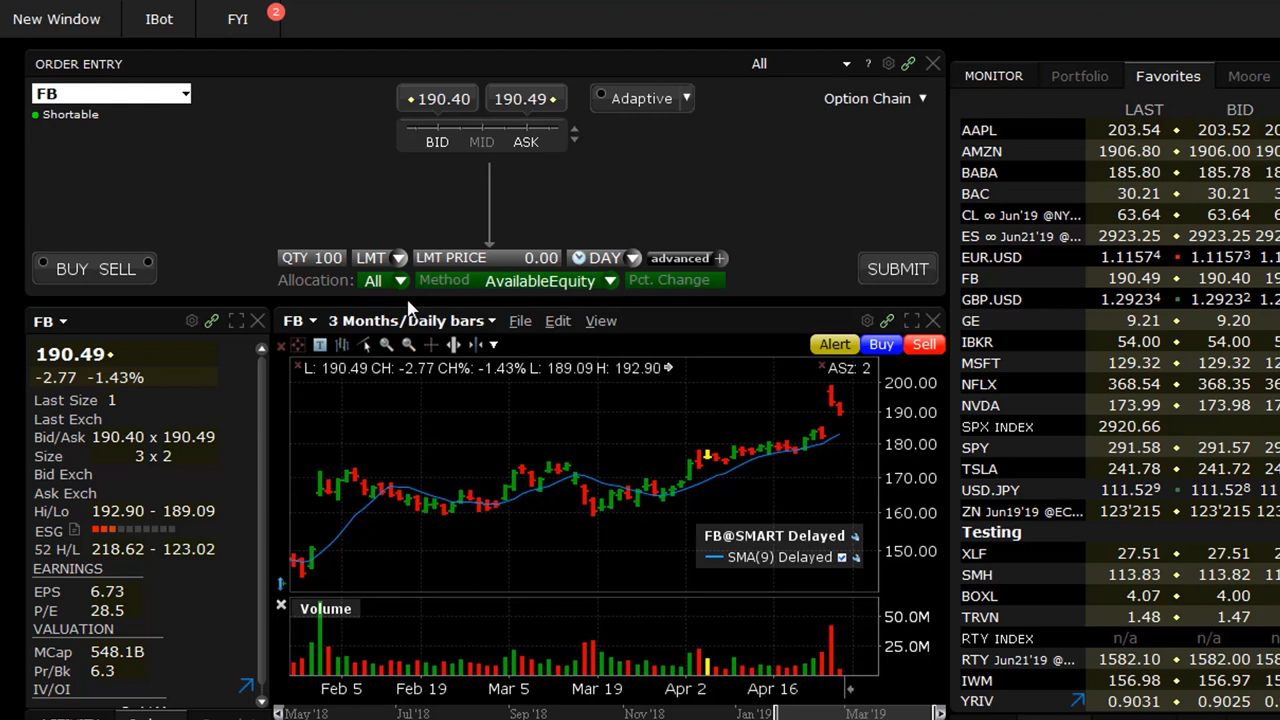 New Window IBot FYI 2
ORDER ENTRY All ?
FB 190.40 190.49 Adaptive Option Chain
Shortable
BID MID ASK
BUY SELL QTY 100 LMT LMT PRICE 0.00 DAY advanced + SUBMIT
Allocation: All Method AvailableEquity Pct. Change
FB
190.49
-2.77 -1.43%
Last Size 1
Last Exch
Bid/Ask 190.40 x 190.49
Size 3 x 2
Bid Exch
Ask Exch
Hi/Lo 192.90 - 189.09
ESG
52 H/L 218.62 - 123.02
EARNINGS
EPS 6.73
P/E 28.5
VALUATION
MCap 548.1B
Pr/Bk 6.3
IV/OI
FB 3 Months/Daily bars File Edit View
Alert Buy Sell
L: 190.49 CH: -2.77 CH%: -1.43% L: 189.09 H: 192.90 ASz: 2
200.00
190.00
180.00
170.00
160.00
150.00
FB@SMART Delayed
SMA(9) Delayed
Volume
50.0M
25.0M
Feb 5 Feb 19 Mar 5 Mar 19 Apr 2 Apr 16
May'18 Jul'18 Sep'18 Nov'18 Jan'19 Mar'19
MONITOR Portfolio Favorites Moore
LAST BID
AAPL 203.54 203.52
AMZN 1906.80 1906.00
BABA 185.80 185.78
BAC 30.21 30.21
CL ∞ Jun'19 @NY... 63.64 63.64
ES ∞ Jun21'19 @... 2923.25 2923.25
EUR.USD 1.11574 1.11573
FB 190.49 190.40
GBP.USD 1.29234 1.29231
GE 9.21 9.20
IBKR 54.00 54.00
MSFT 129.32 129.32
NFLX 368.54 368.35
NVDA 173.99 173.98
SPX INDEX 2920.66
SPY 291.58 291.57
TSLA 241.78 241.72
USD.JPY 111.529 111.528
ZN Jun19'19 @EC... 123'215 123'215
Testing
XLF 27.51 27.51
SMH 113.83 113.82
BOXL 4.07 4.00
TRVN 1.48 1.47
RTY INDEX n/a n/a
RTY Jun21'19 @... 1582.10 1582.00
IWM 156.98 156.97
YRIV 0.9031 0.9025